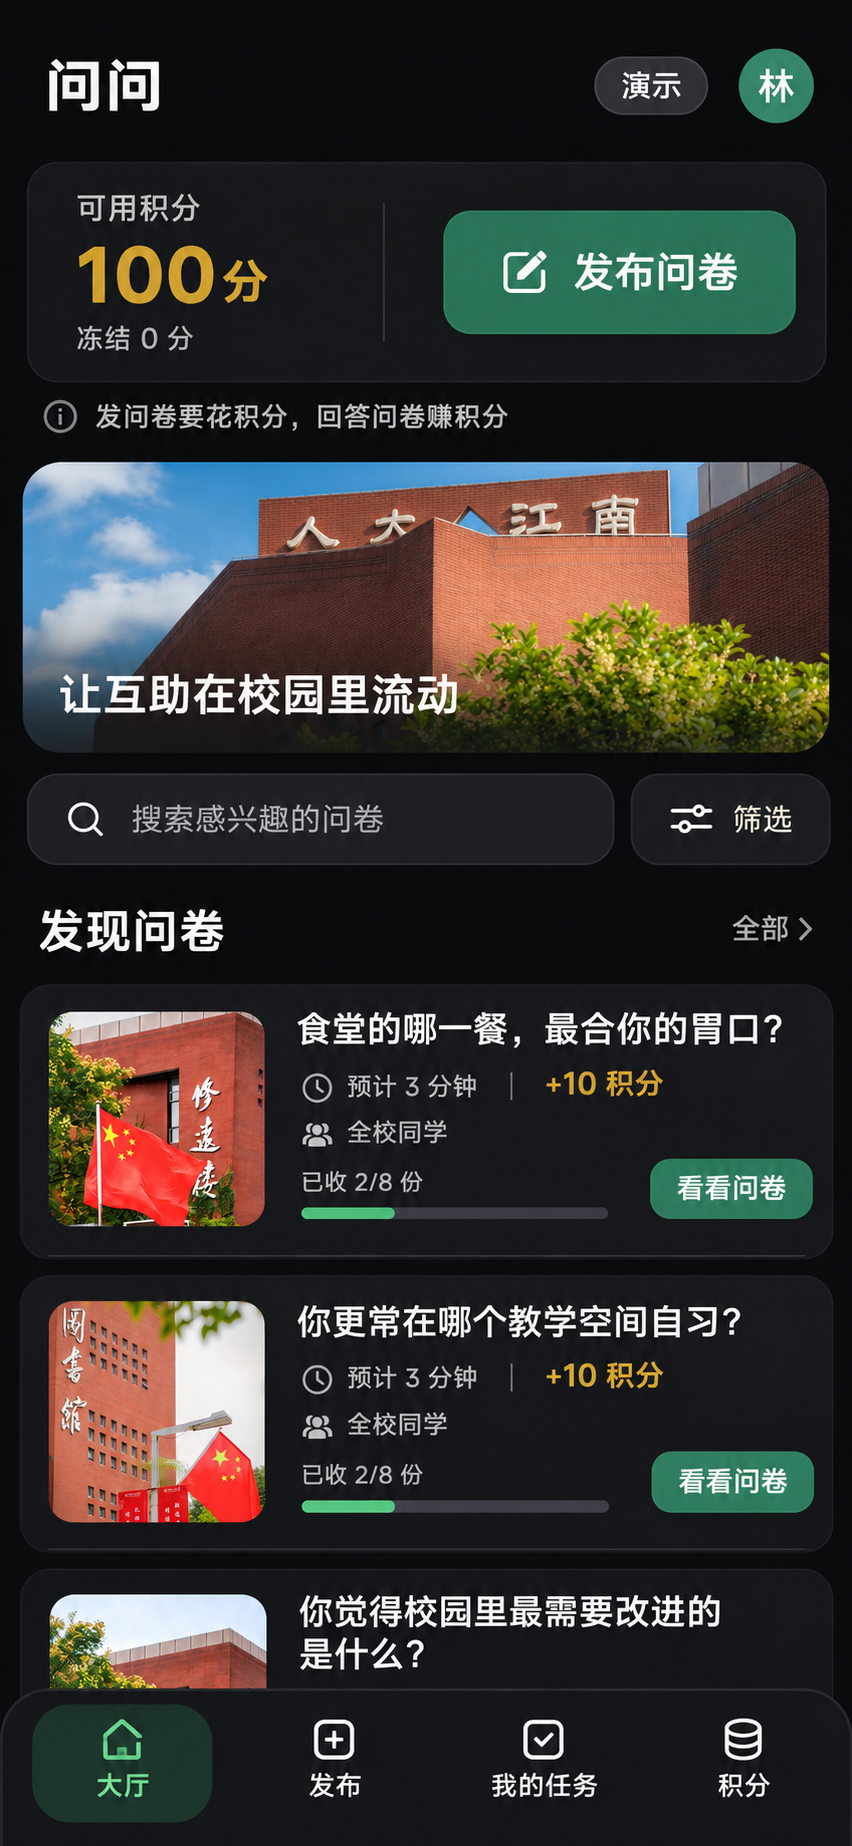 问问
演示
林
可用积分
100分
冻结 0 分
发布问卷
发问卷要花积分，回答问卷赚积分
人大江南
让互助在校园里流动
搜索感兴趣的问卷
筛选
发现问卷
全部
修远楼
食堂的哪一餐，最合你的胃口？
预计 3 分钟
+10 积分
全校同学
已收 2/8 份
看看问卷
圖書館
你更常在哪个教学空间自习？
预计 3 分钟
+10 积分
全校同学
已收 2/8 份
看看问卷
你觉得校园里最需要改进的
是什么？
大厅
发布
我的任务
积分